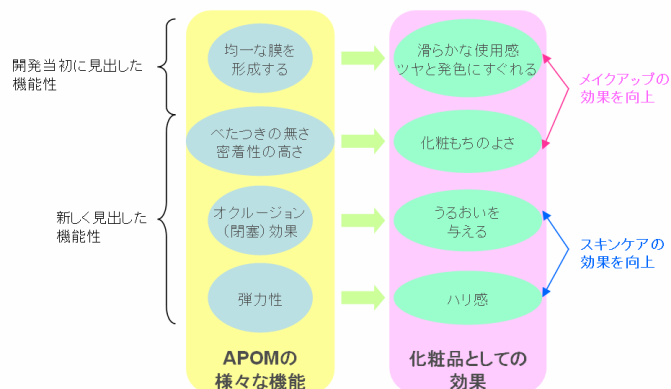 開発当初に見出した
機能性
均一な膜を
形成する
滑らかな使用感
ツヤと発色にすぐれる
メイクアップの
効果を向上
べたつきの無さ
密着性の高さ
化粧もちのよさ
新しく見出した
機能性
オクルージョン
(閉塞)効果
うるおいを
与える
スキンケアの
効果を向上
弾力性
ハリ感
APOMの
様々な機能
化粧品としての
効果